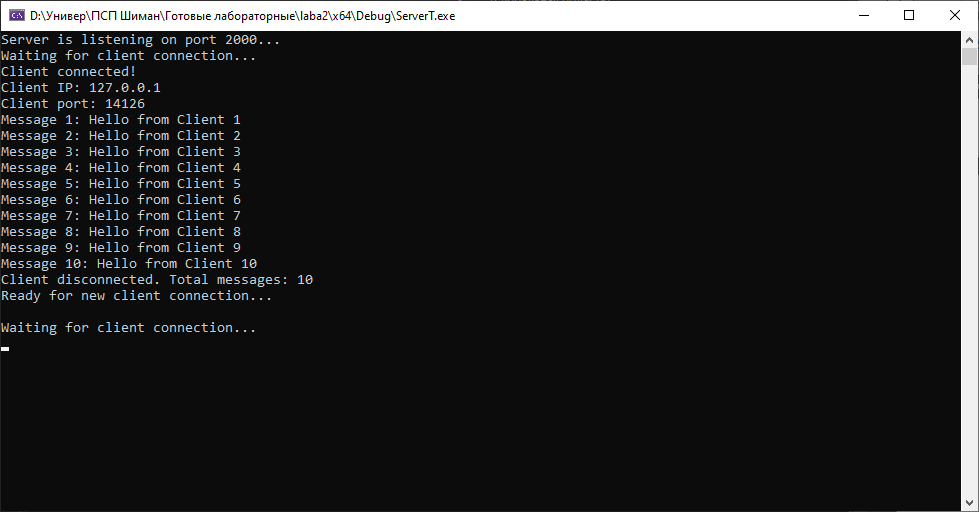 D:\Универ\ПСП Шиман\Готовые лабораторные\laba2\x64\Debug\ServerT.exe
Server is listening on port 2000...
Waiting for client connection...
Client connected!
Client IP: 127.0.0.1
Client port: 14126
Message 1: Hello from Client 1
Message 2: Hello from Client 2
Message 3: Hello from Client 3
Message 4: Hello from Client 4
Message 5: Hello from Client 5
Message 6: Hello from Client 6
Message 7: Hello from Client 7
Message 8: Hello from Client 8
Message 9: Hello from Client 9
Message 10: Hello from Client 10
Client disconnected. Total messages: 10
Ready for new client connection...
Waiting for client connection...